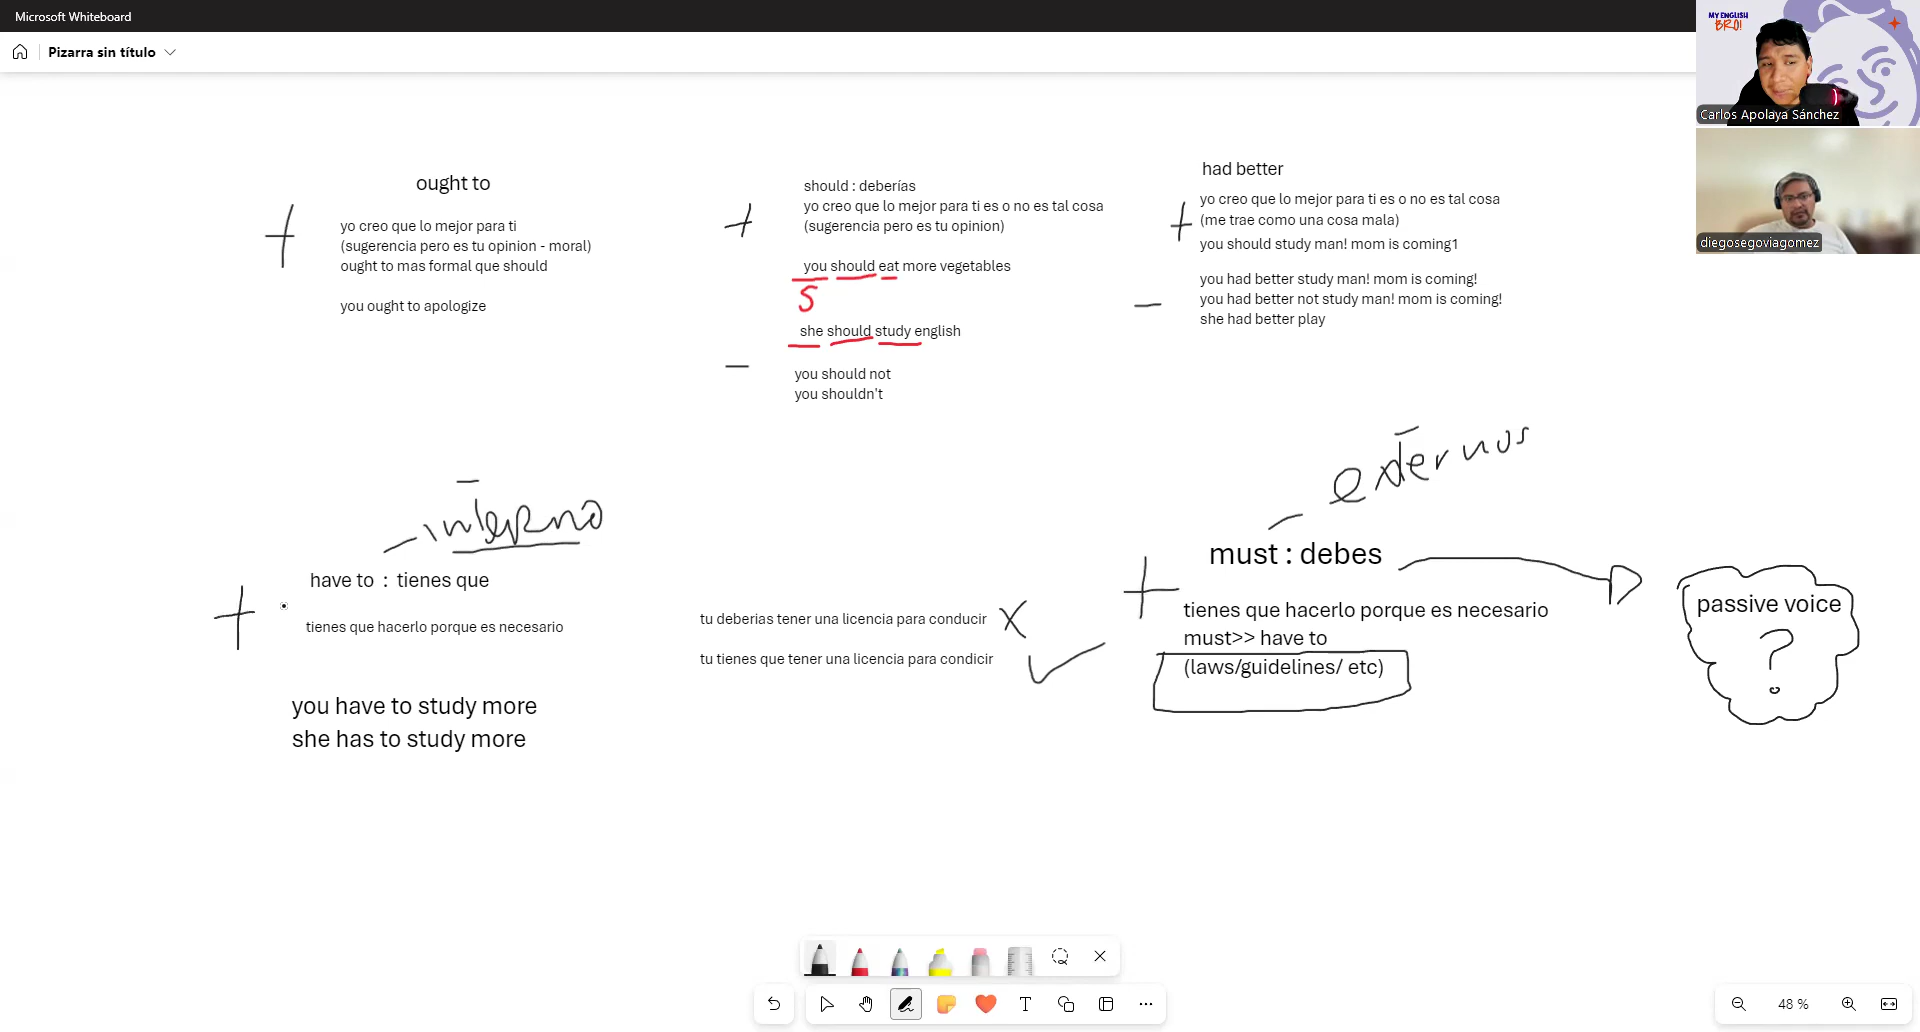 Microsoft Whiteboard
Pizarra sin título
MY ENGLISH
BRO!
Carlos Apolaya Sánchez
diegosegoviagomez
ought to
+
yo creo que lo mejor para ti
(sugerencia pero es tu opinion - moral)
ought to mas formal que should
you ought to apologize
+
should : deberías
yo creo que lo mejor para ti es o no es tal cosa
(sugerencia pero es tu opinion)
you should eat more vegetables
S
she should study english
—
you should not
you shouldn't
had better
+
yo creo que lo mejor para ti es o no es tal cosa
(me trae como una cosa mala)
you should study man! mom is coming1
you had better study man! mom is coming!
—
you had better not study man! mom is coming!
she had better play
interno
+
have to : tienes que
tienes que hacerlo porque es necesario
you have to study more
she has to study more
tu deberias tener una licencia para conducir X
tu tienes que tener una licencia para condicir
externos
+
must : debes
tienes que hacerlo porque es necesario
must>> have to
(laws/guidelines/ etc)
passive voice
?
48 %